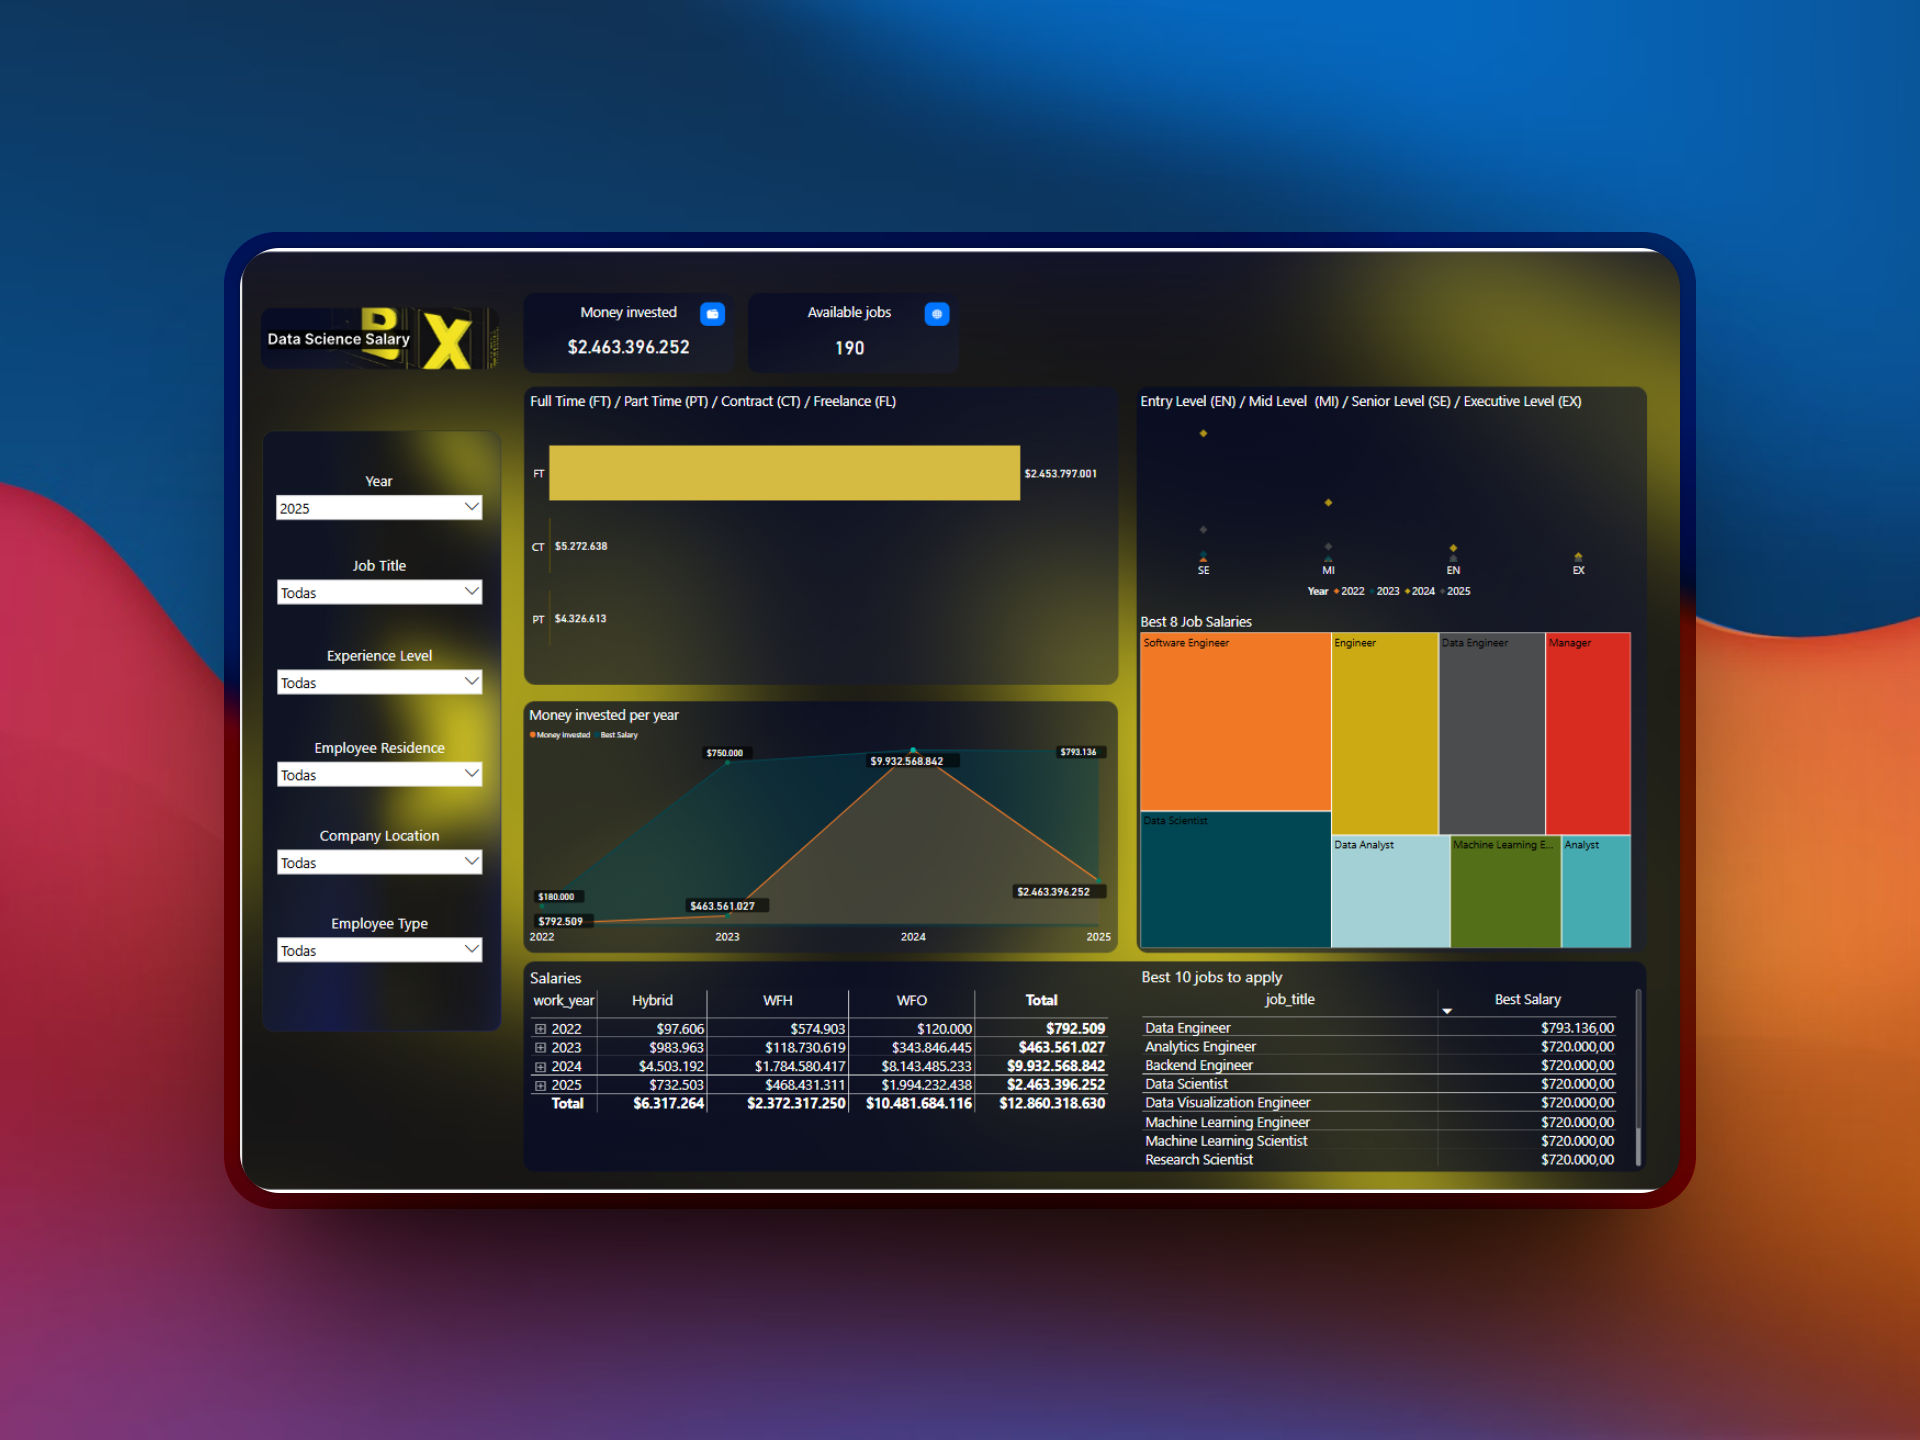 Data Science Salary
B
X
Money invested
$2.463.396.252
Available jobs
190
Year
2025
Job Title
Todas
Experience Level
Todas
Employee Residence
Todas
Company Location
Todas
Employee Type
Todas
Full Time (FT) / Part Time (PT) / Contract (CT) / Freelance (FL)
FT $2.453.797.001
CT $5.272.638
PT $4.326.613
Entry Level (EN) / Mid Level (MI) / Senior Level (SE) / Executive Level (EX)
SE MI EN EX
Year 2022 2023 2024 2025
Money invested per year
Money Invested Best Salary
$750.000
$9.932.568.842
$793.136
$180.000
$792.509
$463.561.027
$2.463.396.252
2022 2023 2024 2025
Best 8 Job Salaries
Software Engineer
Engineer
Data Engineer
Manager
Data Scientist
Data Analyst
Machine Learning E...
Analyst
Salaries
work_year Hybrid WFH WFO Total
2022 $97.606 $574.903 $120.000 $792.509
2023 $983.963 $118.730.619 $343.846.445 $463.561.027
2024 $4.503.192 $1.784.580.417 $8.143.485.233 $9.932.568.842
2025 $732.503 $468.431.311 $1.994.232.438 $2.463.396.252
Total $6.317.264 $2.372.317.250 $10.481.684.116 $12.860.318.630
Best 10 jobs to apply
job_title Best Salary
Data Engineer $793.136,00
Analytics Engineer $720.000,00
Backend Engineer $720.000,00
Data Scientist $720.000,00
Data Visualization Engineer $720.000,00
Machine Learning Engineer $720.000,00
Machine Learning Scientist $720.000,00
Research Scientist $720.000,00